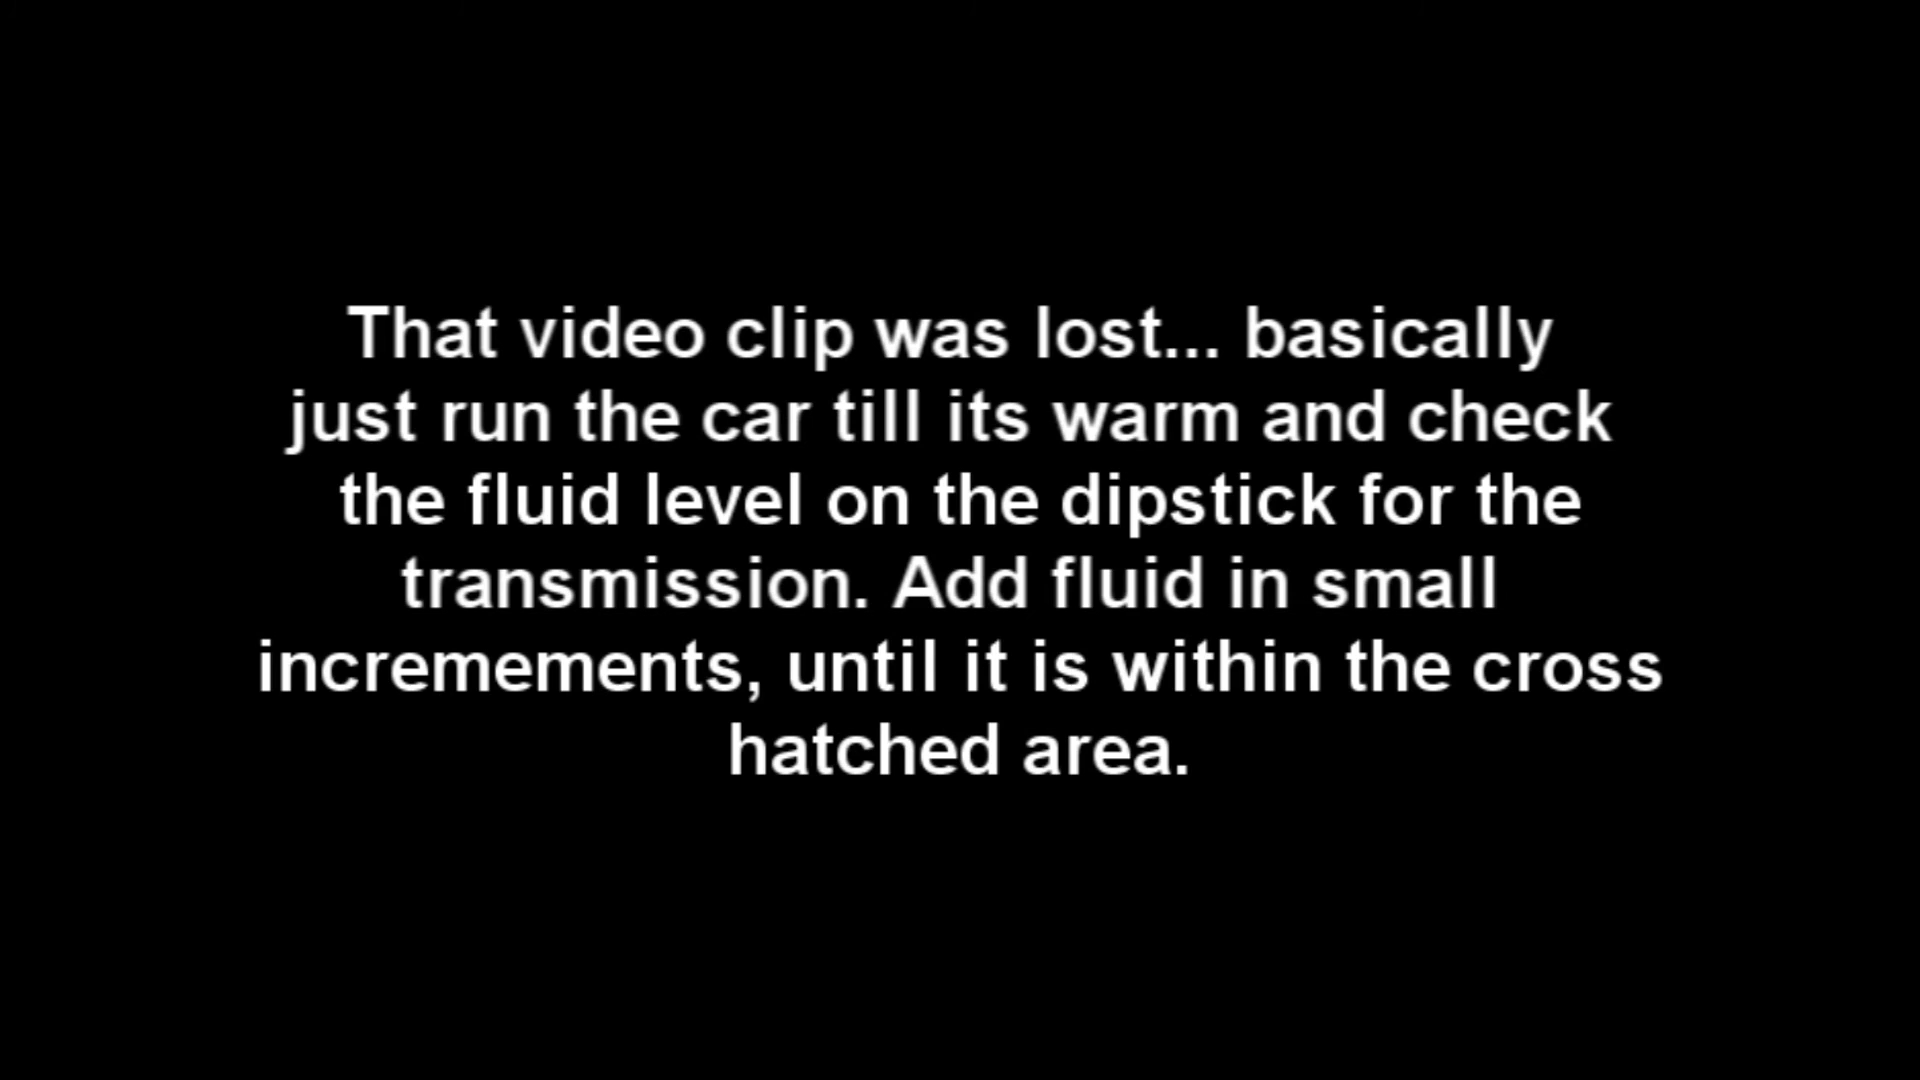 That video clip was lost... basically
just run the car till its warm and check
the fluid level on the dipstick for the
transmission. Add fluid in small
incremements, until it is within the cross
hatched area.